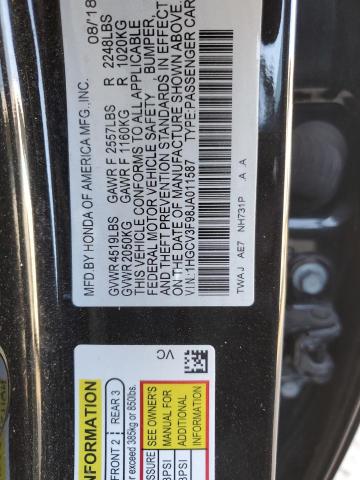 MFD BY HONDA OF AMERICA MFG.,INC. 08/18
GVWR 4519LBS GAWR F 2557LBS R 2248LBS
GVWR 2050KG GAWR F 1160KG R 1020KG
THIS VEHICLE CONFORMS TO ALL APPLICABLE
FEDERAL MOTOR VEHICLE SAFETY BUMPER,
AND THEFT PREVENTION STANDARDS IN EFFECT
ON THE DATE OF MANUFACTURE SHOWN ABOVE.
V.I.N:1HGCV3F98JA011587 TYPE:PASSENGER CAR
TWAJ AE7 NH731P A A
VC
INFORMATION
FRONT 2 REAR 3
exceed 385kg or 850lbs.
SEE OWNER'S
MANUAL FOR
ADDITIONAL
INFORMATION
PSI
PSI